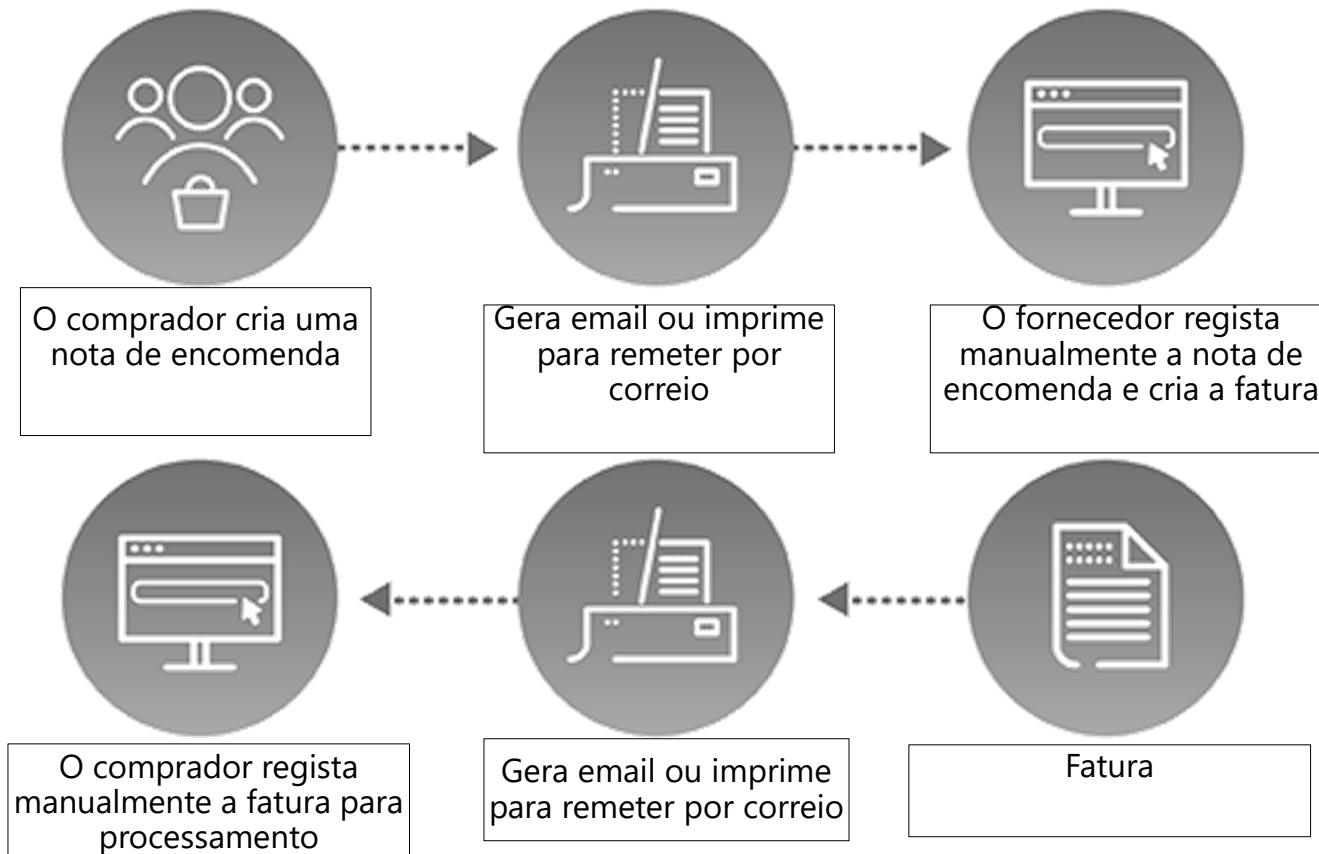 O comprador cria uma
nota de encomenda
Gera email ou imprime
para remeter por
correio
O fornecedor regista
manualmente a nota de
encomenda e cria a fatura
O comprador regista
manualmente a fatura para
processamento
Gera email ou imprime
para remeter por correio
Fatura